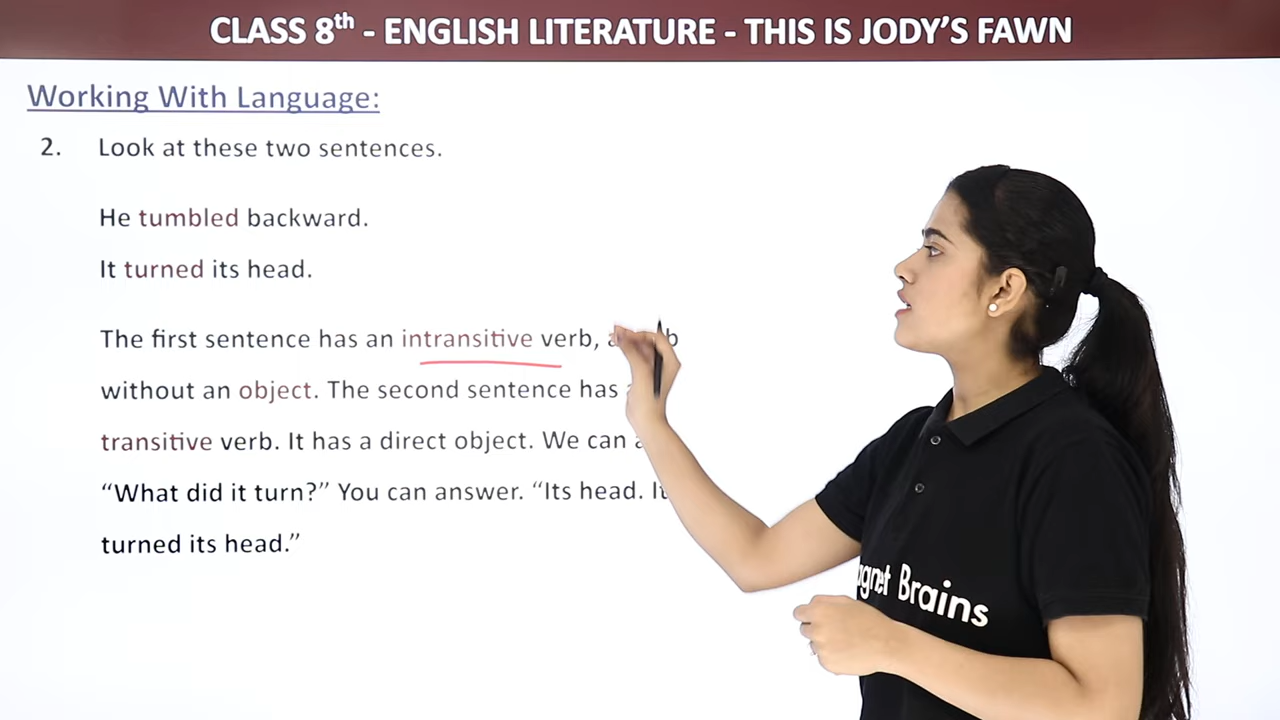 CLASS 8th - ENGLISH LITERATURE - THIS IS JODY'S FAWN
Working With Language:
2. Look at these two sentences.
He tumbled backward.
It turned its head.
The first sentence has an intransitive verb,
without an object. The second sentence has
transitive verb. It has a direct object. We can
“What did it turn?” You can answer. “Its head. It
turned its head.”
Brains